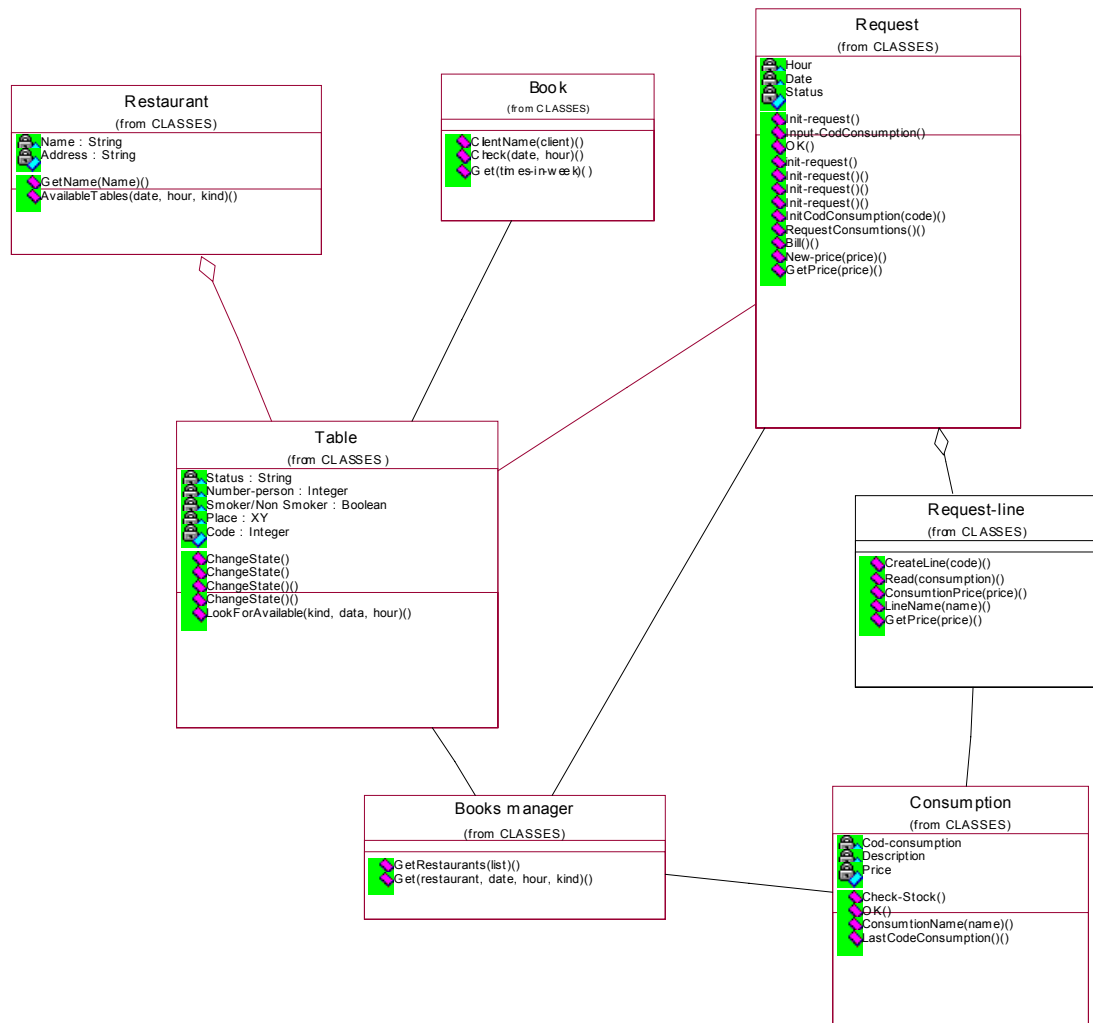 Restaurant
(from CLASSES)
Name : String
Address : String
GetName(Name)()
AvailableTables(date, hour, kind)()
Book
(from CLASSES)
ClientName(client)()
Check(date, hour)()
Get(times-in-week)()
Request
(from CLASSES)
Hour
Date
Status
Init-request()
Input-CodConsumption()
OK()
init-request()
Init-request()()
Init-request()()
Init-request()()
InitCodConsumption(code)()
RequestConsumtions()()
Bill()()
New-price(price)()
GetPrice(price)()
Table
(from CLASSES )
Status : String
Number-person : Integer
Smoker/Non Smoker : Boolean
Place : XY
Code : Integer
ChangeState()
ChangeState()
ChangeState()()
ChangeState()()
LookForAvailable(kind, data, hour)()
Request-line
(from CLASSES)
CreateLine(code)()
Read(consumption)()
ConsumtionPrice(price)()
LineName(name)()
GetPrice(price)()
Books manager
(from CLASSES)
GetRestaurants(list)()
Get(restaurant, date, hour, kind)()
Consumption
(from CLASSES)
Cod-consumption
Description
Price
Check-Stock()
OK()
ConsumtionName(name)()
LastCodeConsumption()()